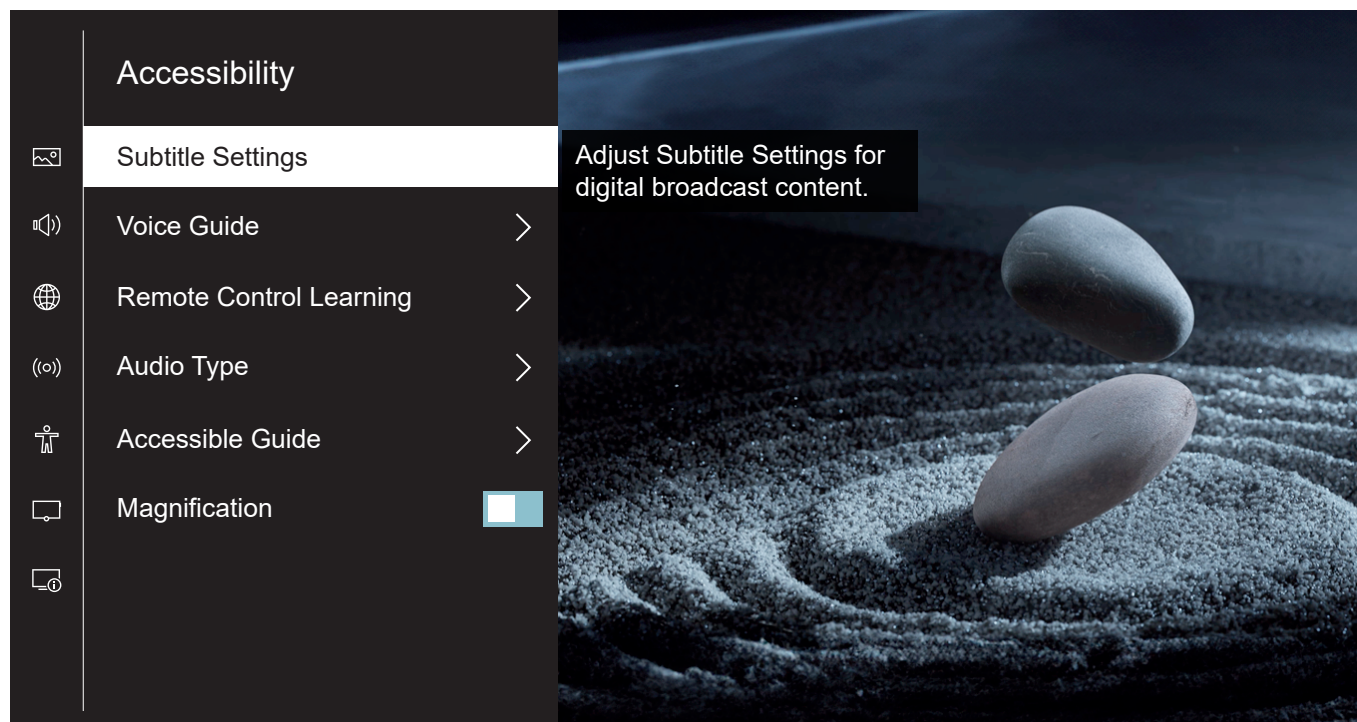 Accessibility
Subtitle Settings
Adjust Subtitle Settings for
digital broadcast content.
Voice Guide
Remote Control Learning
Audio Type
Accessible Guide
Magnification